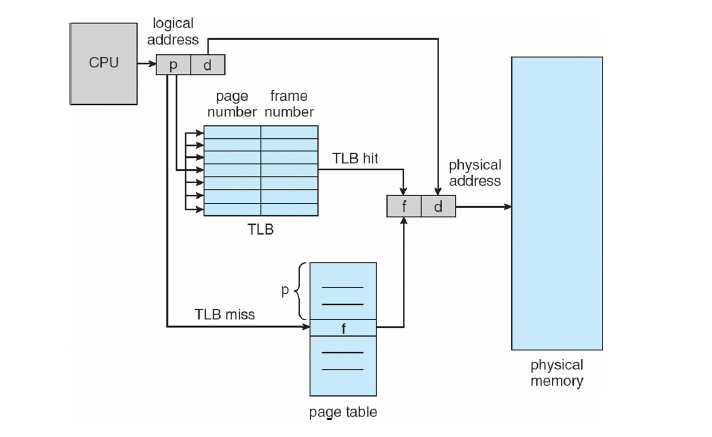 logical
address
CPU
p
d
page
number
frame
number
TLB hit
TLB
physical
address
f
d
p
TLB miss
f
page table
physical
memory